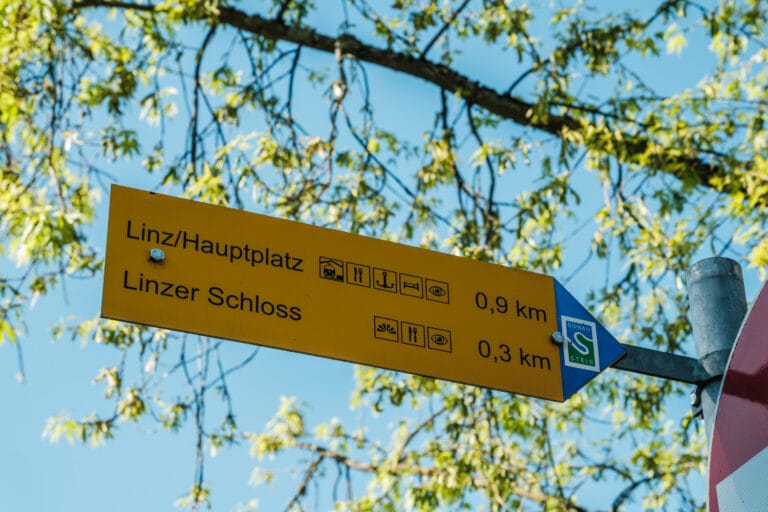 Linz/Hauptplatz 0,9 km
Linzer Schloss 0,3 km
DONAU
STEIG